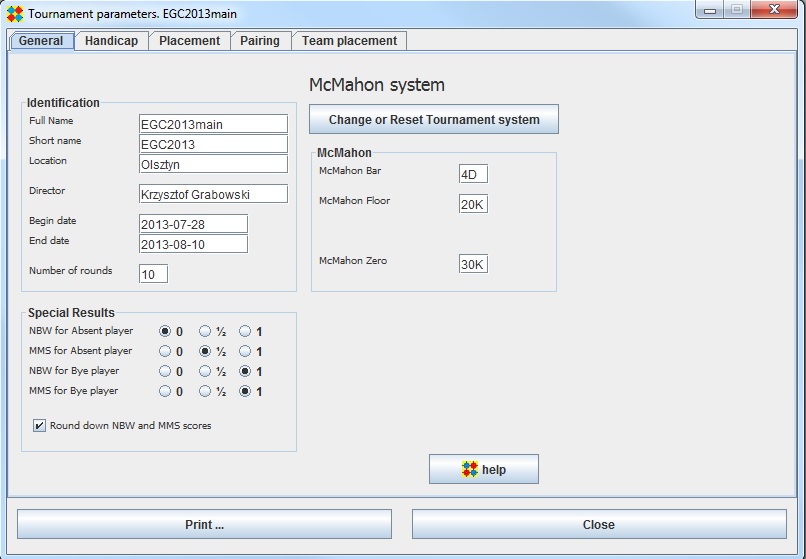 Tournament parameters. EGC2013main
General Handicap Placement Pairing Team placement
McMahon system
Identification
Full Name EGC2013main
Short name EGC2013
Location Olsztyn
Director Krzysztof Grabowski
Begin date 2013-07-28
End date 2013-08-10
Number of rounds 10
Change or Reset Tournament system
McMahon
McMahon Bar 4D
McMahon Floor 20K
McMahon Zero 30K
Special Results
NBW for Absent player 0 ½ 1
MMS for Absent player 0 ½ 1
NBW for Bye player 0 ½ 1
MMS for Bye player 0 ½ 1
Round down NBW and MMS scores
help
Print ... Close